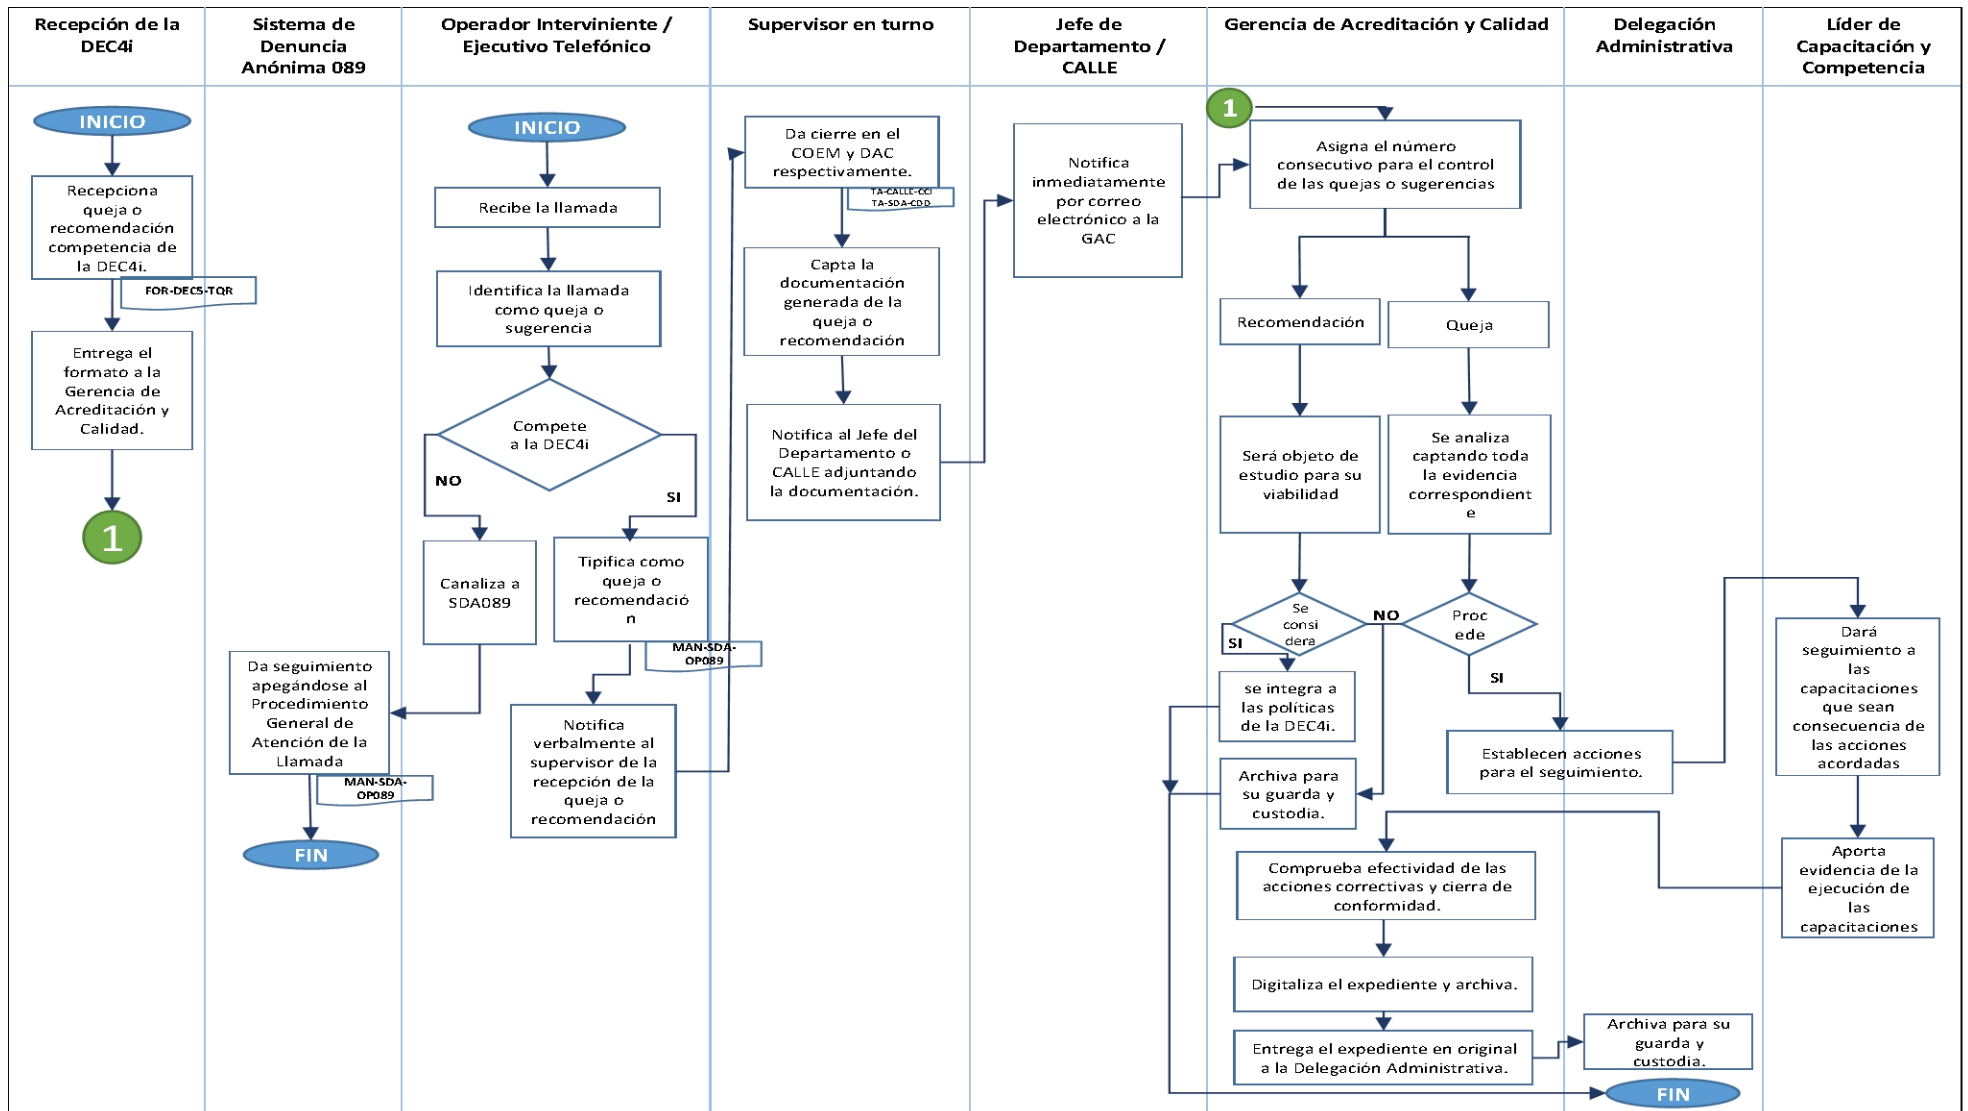 Recepción de la
DEC4i
Sistema de
Denuncia
Anónima 089
Operador Interviniente /
Ejecutivo Telefónico
Supervisor en turno
Jefe de
Departamento /
CALLE
Gerencia de Acreditación y Calidad
Delegación
Administrativa
Líder de
Capacitación y
Competencia
INICIO
Recepciona
queja o
recomendación
competencia de
la DEC4i.
FOR-DEC5-TQR
Entrega el
formato a la
Gerencia de
Acreditación y
Calidad.
1
Da seguimiento
apegándose al
Procedimiento
General de
Atención de la
Llamada
MAN-SDA-
OP089
FIN
INICIO
Recibe la llamada
Identifica la llamada
como queja o
sugerencia
Compete
a la DEC4i
NO
SI
Canaliza a
SDA089
Tipifica como
queja o
recomendació
n
MAN-SDA-
OP089
Notifica
verbalmente al
supervisor de la
recepción de la
queja o
recomendación
Da cierre en el
COEM y DAC
respectivamente.
TA-CALLE-CCI
TA-SDA-CDD
Capta la
documentación
generada de la
queja o
recomendación
Notifica al Jefe del
Departamento o
CALLE adjuntando
la documentación.
Notifica
inmediatamente
por correo
electrónico a la
GAC
1
Asigna el número
consecutivo para el control
de las quejas o sugerencias
Recomendación
Queja
Será objeto de
estudio para su
viabilidad
Se analiza
captando toda
la evidencia
correspondient
e
Se
consi
dera
NO
Proc
ede
SI
SI
se integra a
las políticas
de la DEC4i.
Archiva para
su guarda y
custodia.
Establecen acciones
para el seguimiento.
Comprueba efectividad de las
acciones correctivas y cierra de
conformidad.
Digitaliza el expediente y archiva.
Entrega el expediente en original
a la Delegación Administrativa.
Archiva para su
guarda y
custodia.
FIN
Dará
seguimiento a
las
capacitaciones
que sean
consecuencia de
las acciones
acordadas
Aporta
evidencia de la
ejecución de
las
capacitaciones